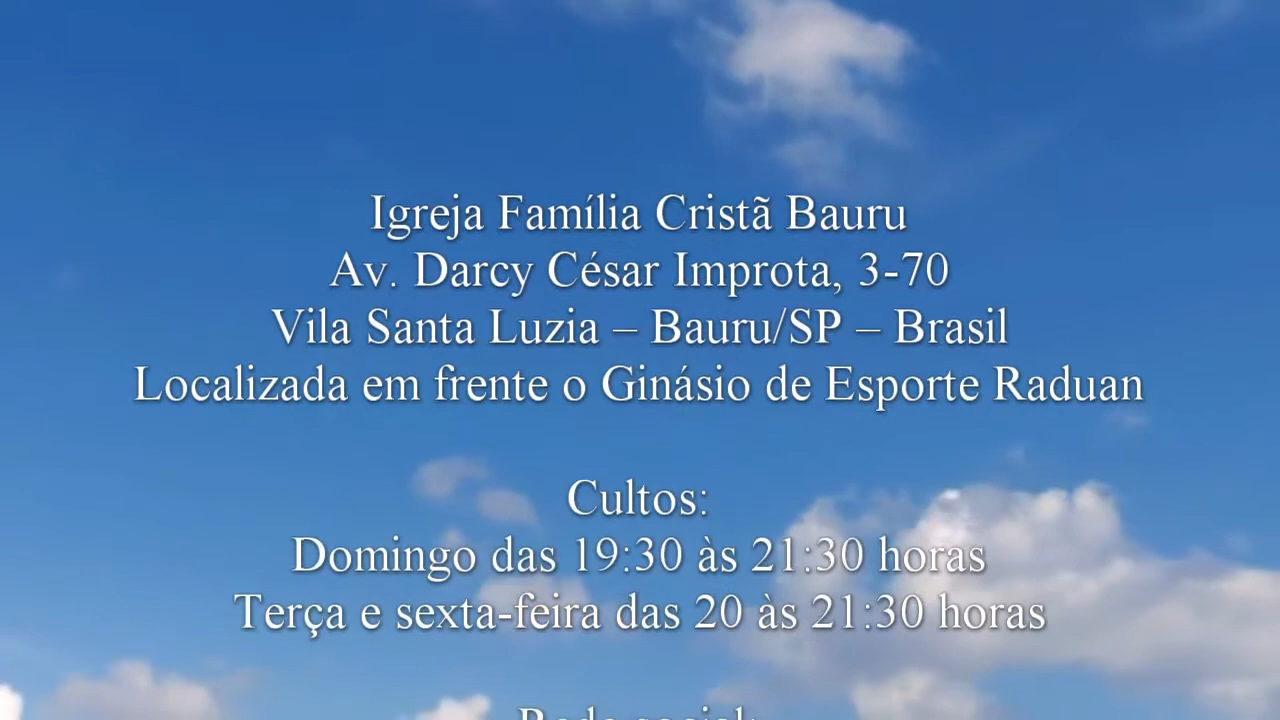 Igreja Família Cristã Bauru
Av. Darcy César Improta, 3-70
Vila Santa Luzia – Bauru/SP – Brasil
Localizada em frente o Ginásio de Esporte Raduan
Cultos:
Domingo das 19:30 às 21:30 horas
Terça e sexta-feira das 20 às 21:30 horas
Rede social: